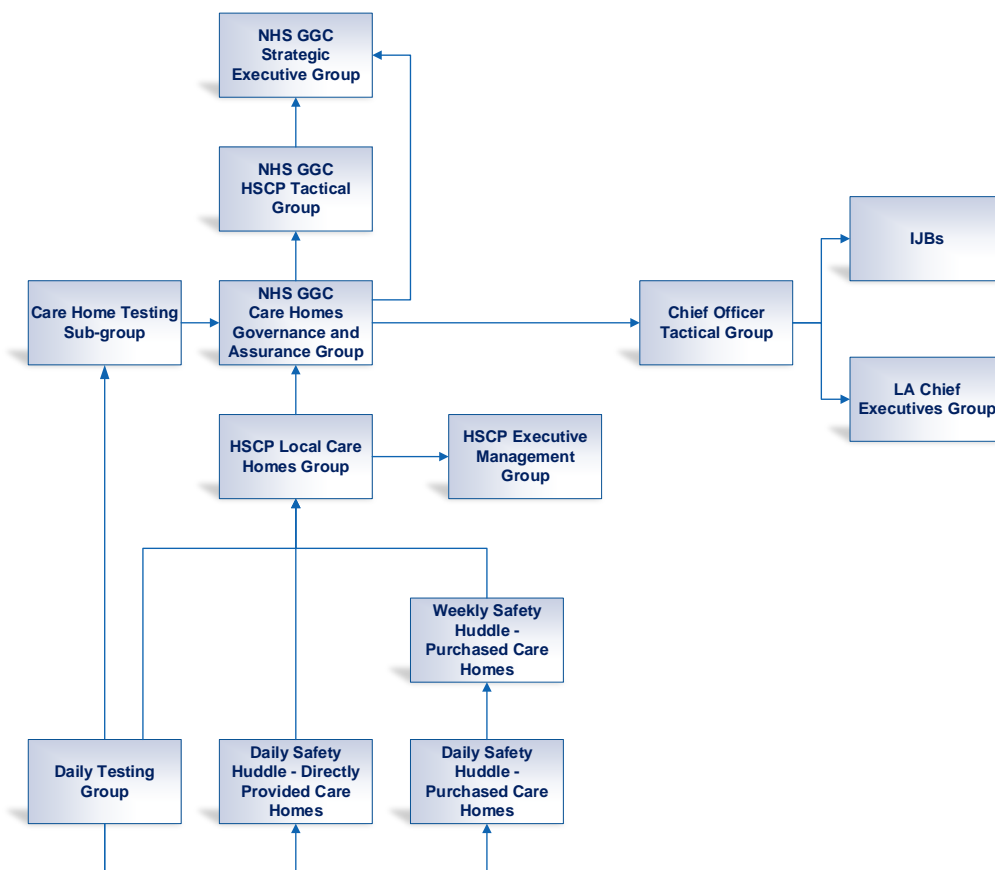 NHS GGC
Strategic
Executive Group
NHS GGC
HSCP Tactical
Group
IJBs
Care Home Testing
Sub-group
NHS GGC
Care Homes
Governance and
Assurance Group
Chief Officer
Tactical Group
LA Chief
Executives Group
HSCP Local Care
Homes Group
HSCP Executive
Management
Group
Weekly Safety
Huddle -
Purchased Care
Homes
Daily Testing
Group
Daily Safety
Huddle - Directly
Provided Care
Homes
Daily Safety
Huddle -
Purchased Care
Homes